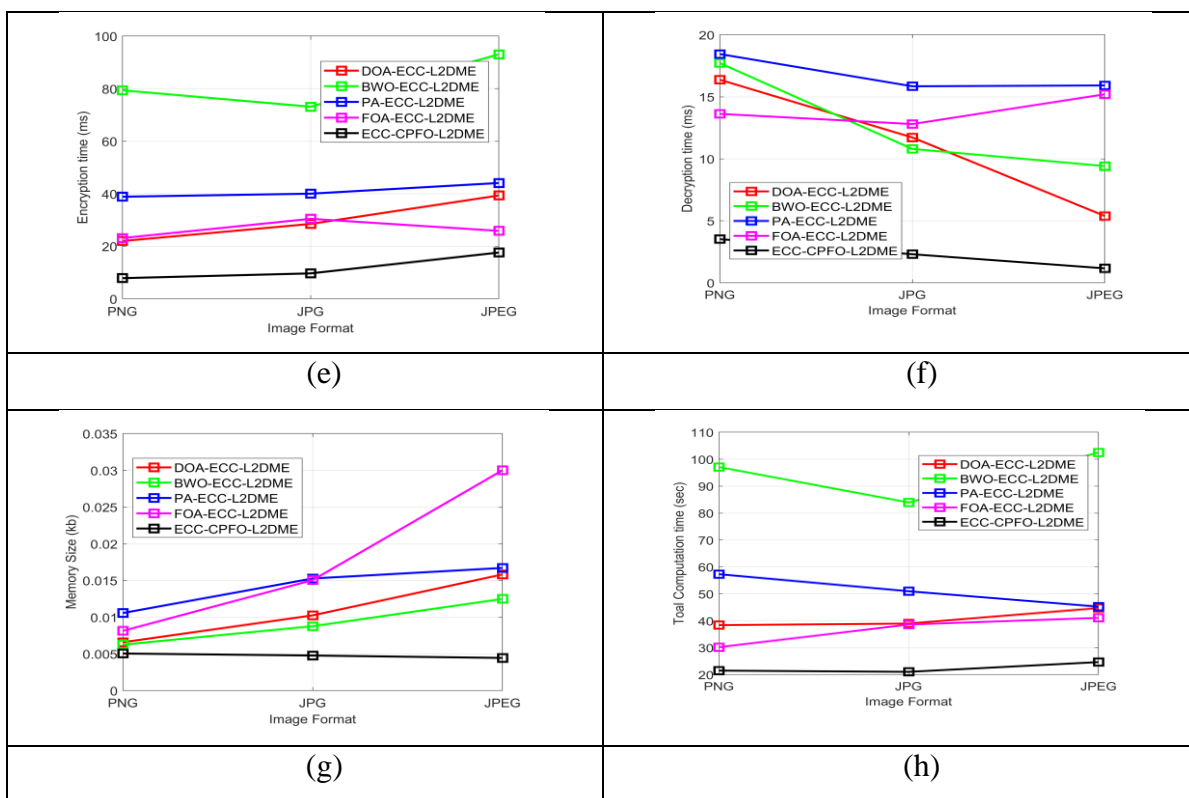 100
80
60
40
20
0
Encryption time (ms)
DOA-ECC-L2DME
BWO-ECC-L2DME
PA-ECC-L2DME
FOA-ECC-L2DME
ECC-CPFO-L2DME
PNG JPG JPEG
Image Format
20
15
10
5
0
Decryption time (ms)
DOA-ECC-L2DME
BWO-ECC-L2DME
PA-ECC-L2DME
FOA-ECC-L2DME
ECC-CPFO-L2DME
PNG JPG JPEG
Image Format
(e)
(f)
0.035
0.03
0.025
0.02
0.015
0.01
0.005
0
Memory Size (kb)
DOA-ECC-L2DME
BWO-ECC-L2DME
PA-ECC-L2DME
FOA-ECC-L2DME
ECC-CPFO-L2DME
PNG JPG JPEG
Image Format
110
100
90
80
70
60
50
40
30
20
Toal Computation time (sec)
DOA-ECC-L2DME
BWO-ECC-L2DME
PA-ECC-L2DME
FOA-ECC-L2DME
ECC-CPFO-L2DME
PNG JPG JPEG
Image Format
(g)
(h)